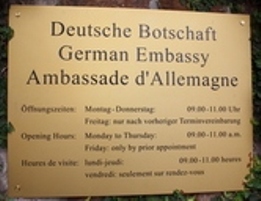 Deutsche Botschaft
German Embassy
Ambassade d'Allemagne
Öffnungszeiten: Montag-Donnerstag: 09.00-11.00 Uhr
Freitag: nur nach vorheriger Terminvereinbarung
Opening Hours: Monday to Thursday: 09.00-11.00 a.m.
Friday: only by prior appointment
Heures de visite: lundi-jeudi: 09.00-11.00 heures
vendredi: seulement sur rendez-vous